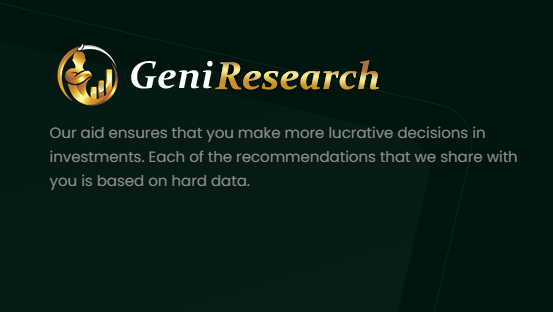 GeniResearch
Our aid ensures that you make more lucrative decisions in
investments. Each of the recommendations that we share with
you is based on hard data.